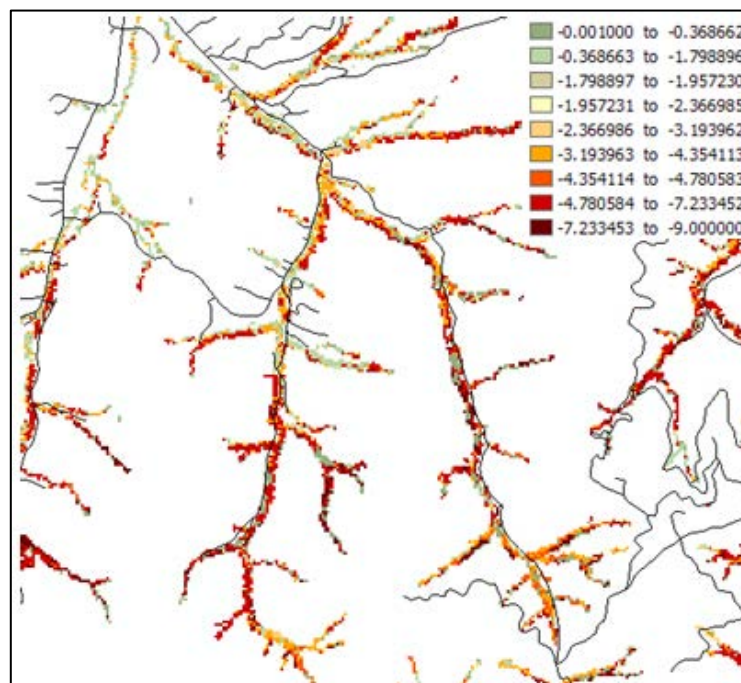 -0.001000 to -0.368662
-0.368663 to -1.798896
-1.798897 to -1.957230
-1.957231 to -2.366985
-2.366986 to -3.193962
-3.193963 to -4.354113
-4.354114 to -4.780583
-4.780584 to -7.233452
-7.233453 to -9.000000